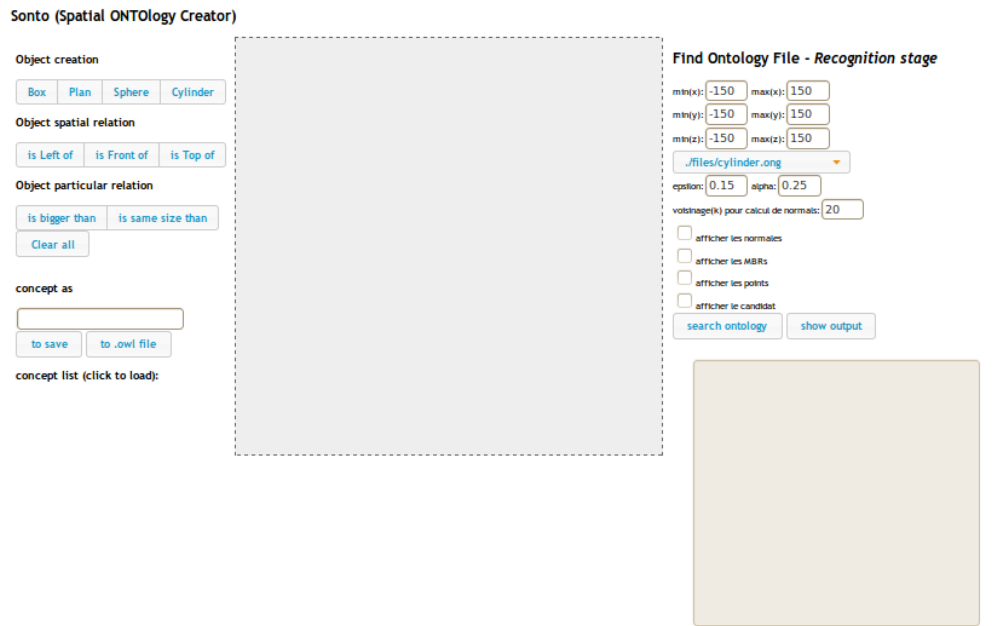 Sonto (Spatial ONTOlogy Creator)
Object creation
Box Plan Sphere Cylinder
Object spatial relation
is Left of is Front of is Top of
Object particular relation
is bigger than is same size than
Clear all
concept as
to save to .owl file
concept list (click to load):
Find Ontology File - Recognition stage
min(x): -150 max(x): 150
min(y): -150 max(y): 150
min(z): -150 max(z): 150
./files/cylinder.ong
epsilon: 0.15 alpha: 0.25
voisinage(k) pour calcul de normals: 20
afficher les normales
afficher les MBRs
afficher les points
afficher le candidat
search ontology show output